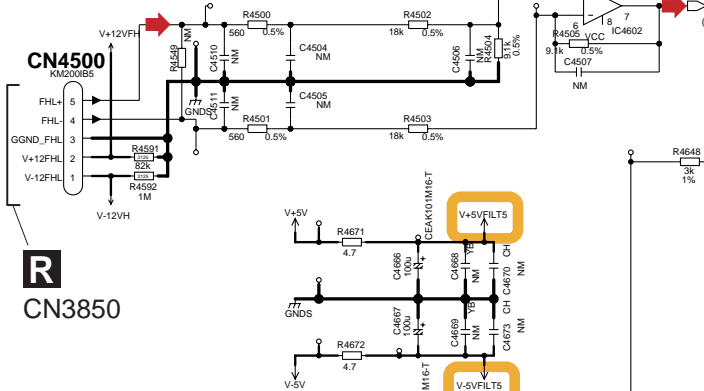 V+12VFH
CN4500
KM200IB5
FHL+ 5
FHL- 4
GGND_FHL 3
V+12FHL 2
V-12FHL 1
R4549
NM
R4500
560 0.5%
C4510
NM
C4511
NM
GNDS
R4501
560 0.5%
C4504
NM
C4505
NM
R4502
18k 0.5%
R4503
18k 0.5%
C4506
NM
R4504
9.1k
0.5%
6
8
7
VCC
IC4602
R4505
9.1k 0.5%
C4507
NM
R4591
2125
82k
2125
R4592
1M
V-12VH
R4648
3k
1%
R
CN3850
V+5V
R4671
4.7
CEAK101M16-T
V+5VFILT5
C4666
100u
+
C4668
YB
NM
CH
C4670
NM
GNDS
C4667
100u
+
C4669
YB
NM
CH
C4673
NM
R4672
4.7
V-5V
M16-T
V-5VFILT5